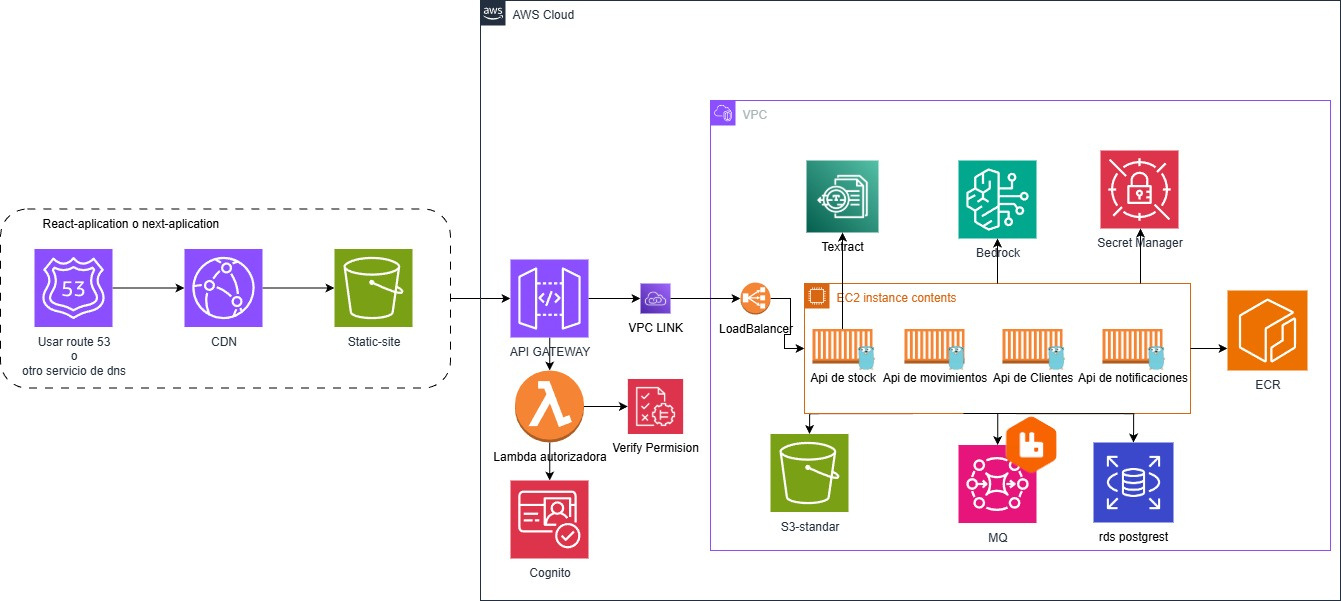 aws
AWS Cloud
VPC
React-aplication o next-aplication
53
Usar route 53
o
otro servicio de dns
CDN
Static-site
API GATEWAY
VPC LINK
LoadBalancer
Lambda autorizadora
Verify Permision
Cognito
Textract
Bedrock
Secret Manager
EC2 instance contents
Api de stock
Api de movimientos
Api de Clientes
Api de notificaciones
ECR
S3-standar
MQ
rds postgrest